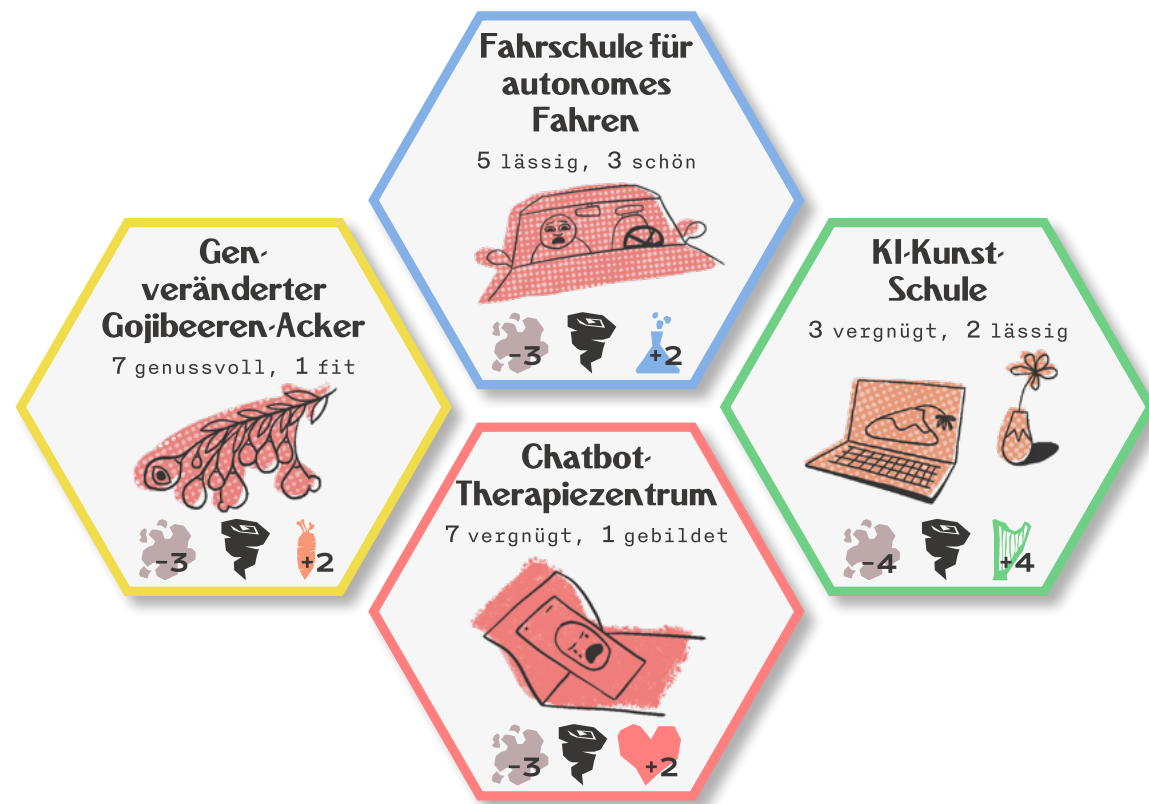 Fahrschule für
autonomes
Fahren
5 lässig, 3 schön
-3
+2
Gen-
veränderter
Gojibeeren-Acker
7 genussvoll, 1 fit
-3
+2
KI-Kunst-
Schule
3 vergnügt, 2 lässig
-4
+4
Chatbot-
Therapiezentrum
7 vergnügt, 1 gebildet
-3
+2